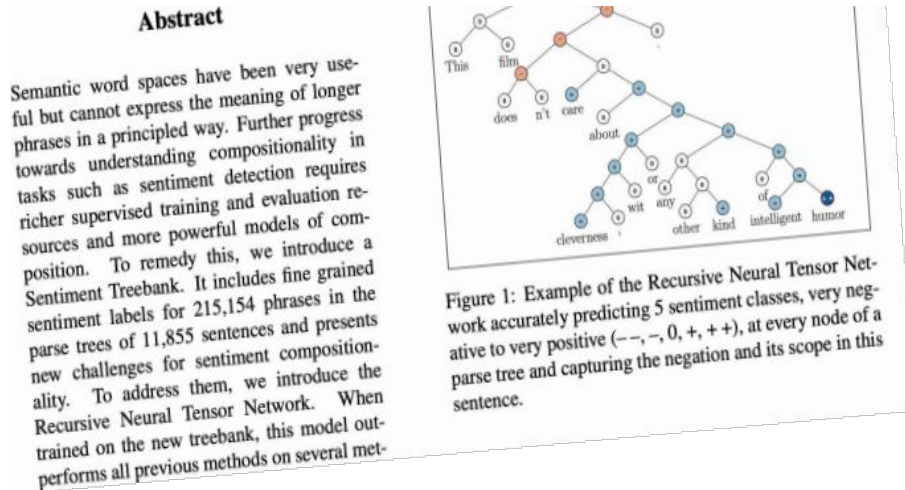 Abstract
Semantic word spaces have been very use-
ful but cannot express the meaning of longer
phrases in a principled way. Further progress
towards understanding compositionality in
tasks such as sentiment detection requires
richer supervised training and evaluation re-
sources and more powerful models of com-
position. To remedy this, we introduce a
Sentiment Treebank. It includes fine grained
sentiment labels for 215,154 phrases in the
parse trees of 11,855 sentences and presents
new challenges for sentiment composition-
ality. To address them, we introduce the
Recursive Neural Tensor Network. When
trained on the new treebank, this model out-
performs all previous methods on several met-
This film .
does n't care
about
or
wit any of
cleverness , other kind intelligent humor
Figure 1: Example of the Recursive Neural Tensor Net-
work accurately predicting 5 sentiment classes, very neg-
ative to very positive (– –, –, 0, +, + +), at every node of a
parse tree and capturing the negation and its scope in this
sentence.